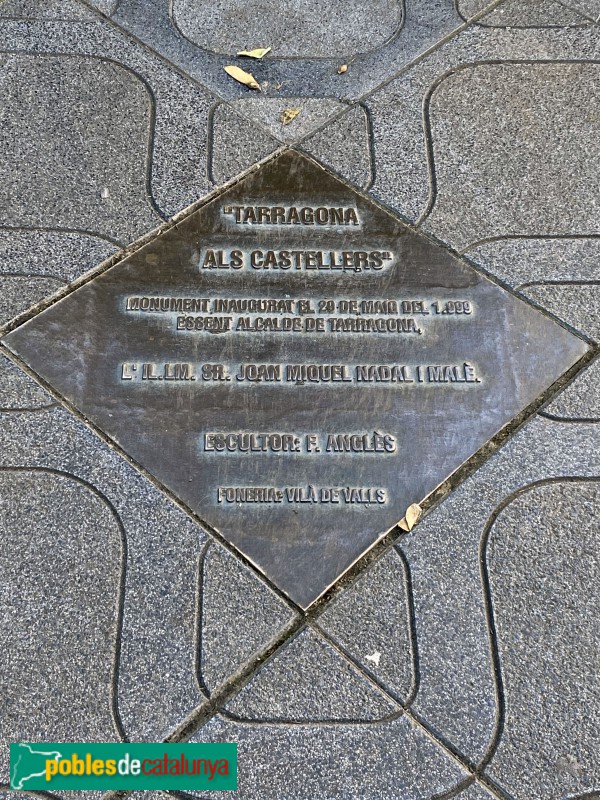 "TARRAGONA
ALS CASTELLERS"
MONUMENT, INAUGURAT EL 29 DE, MAIG DEL 1.999
ESSENT ALCALDE DE TARRAGONA,
L' IL.LM. SR. JOAN MIQUEL NADAL I MALÈ.
ESCULTOR: F. ANGLÈS
FONERIA: VILÀ DE VALLS
poblesdecatalunya